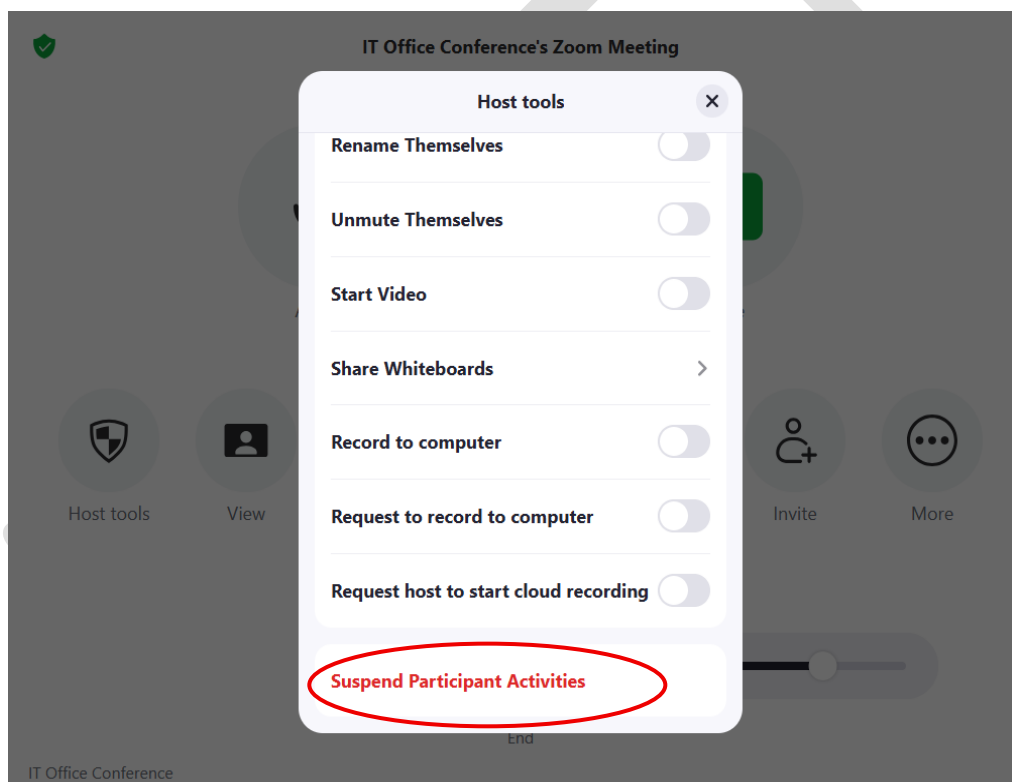 IT Office Conference's Zoom Meeting
Host tools
Rename Themselves
Unmute Themselves
Start Video
Share Whiteboards
Record to computer
Request to record to computer
Request host to start cloud recording
Suspend Participant Activities
Host tools
View
Invite
More
End
IT Office Conference